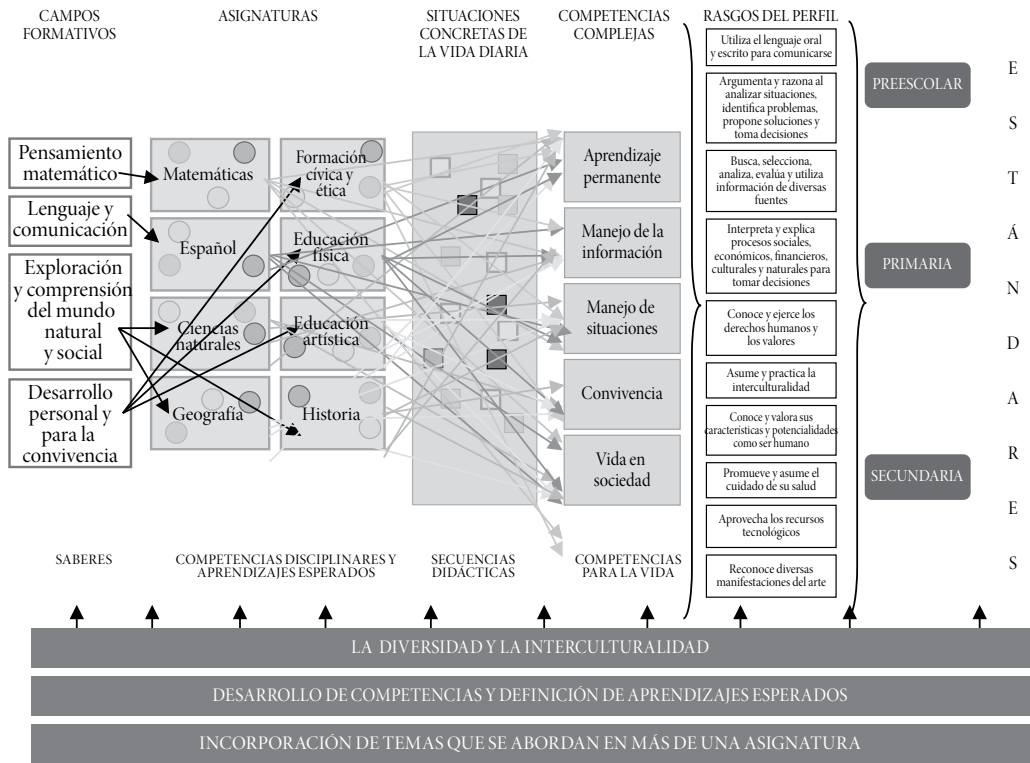 CAMPOS
FORMATIVOS
ASIGNATURAS
SITUACIONES
CONCRETAS DE
LA VIDA DIARIA
COMPETENCIAS
COMPLEJAS
RASGOS DEL PERFIL
Pensamiento
matemático
Lenguaje y
comunicación
Exploración
y comprensión
del mundo
natural
y social
Desarrollo
personal y
para la
convivencia
Matemáticas
Español
Ciencias
naturales
Geografía
Formación
cívica y
ética
Educación
física
Educación
artística
Historia
Aprendizaje
permanente
Manejo de la
información
Manejo de
situaciones
Convivencia
Vida en
sociedad
Utiliza el lenguaje oral
y escrito para comunicarse
Argumenta y razona al
analizar situaciones,
identifica problemas,
propone soluciones y
toma decisiones
Busca, selecciona,
analiza, evalúa y utiliza
información de diversas
fuentes
Interpreta y explica
procesos sociales,
económicos, financieros,
culturales y naturales para
tomar decisiones
Conoce y ejerce los
derechos humanos y
los valores
Asume y practica la
interculturalidad
Conoce y valora sus
características y potencialidades
como ser humano
Promueve y asume el
cuidado de su salud
Aprovecha los recursos
tecnológicos
Reconoce diversas
manifestaciones del arte
PREESCOLAR
PRIMARIA
SECUNDARIA
E
S
T
Á
N
D
A
R
E
S
SABERES
COMPETENCIAS DISCIPLINARES Y
APRENDIZAJES ESPERADOS
SECUENCIAS
DIDÁCTICAS
COMPETENCIAS
PARA LA VIDA
LA DIVERSIDAD Y LA INTERCULTURALIDAD
DESARROLLO DE COMPETENCIAS Y DEFINICIÓN DE APRENDIZAJES ESPERADOS
INCORPORACIÓN DE TEMAS QUE SE ABORDAN EN MÁS DE UNA ASIGNATURA